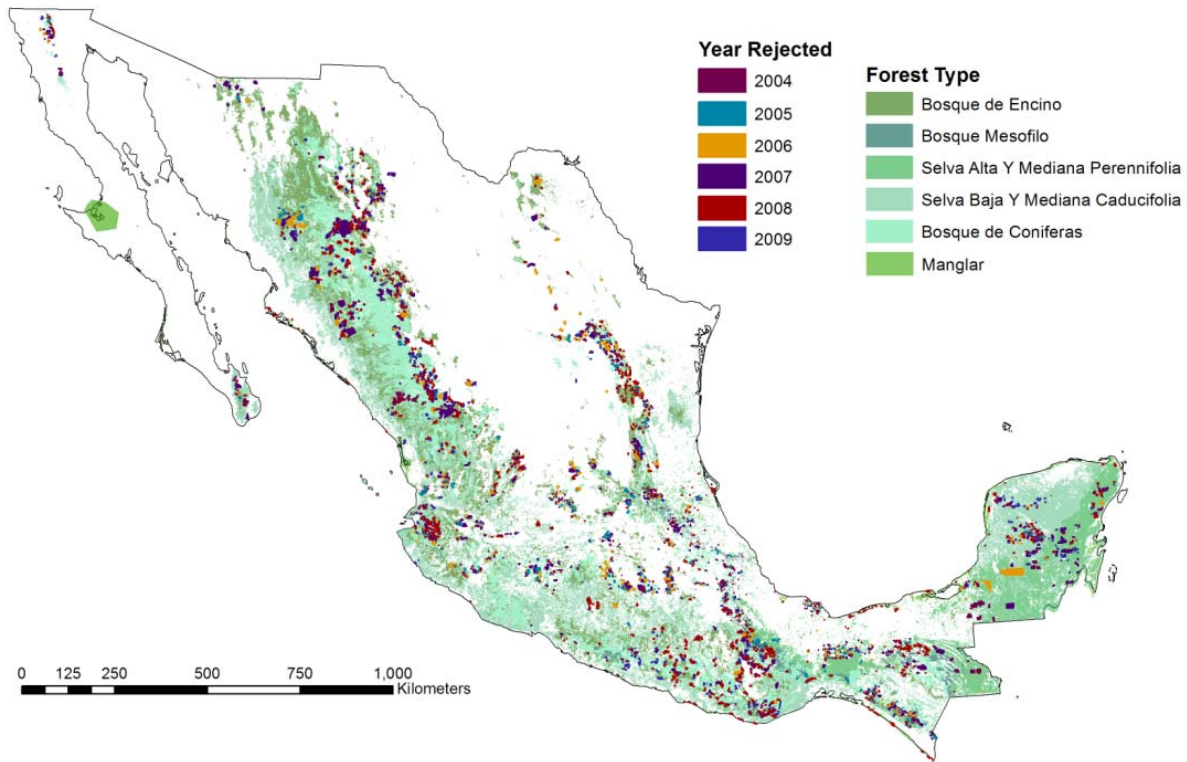 Year Rejected
2004
2005
2006
2007
2008
2009
Forest Type
Bosque de Encino
Bosque Mesofilo
Selva Alta Y Mediana Perennifolia
Selva Baja Y Mediana Caducifolia
Bosque de Coniferas
Manglar
0 125 250 500 750 1,000
Kilometers